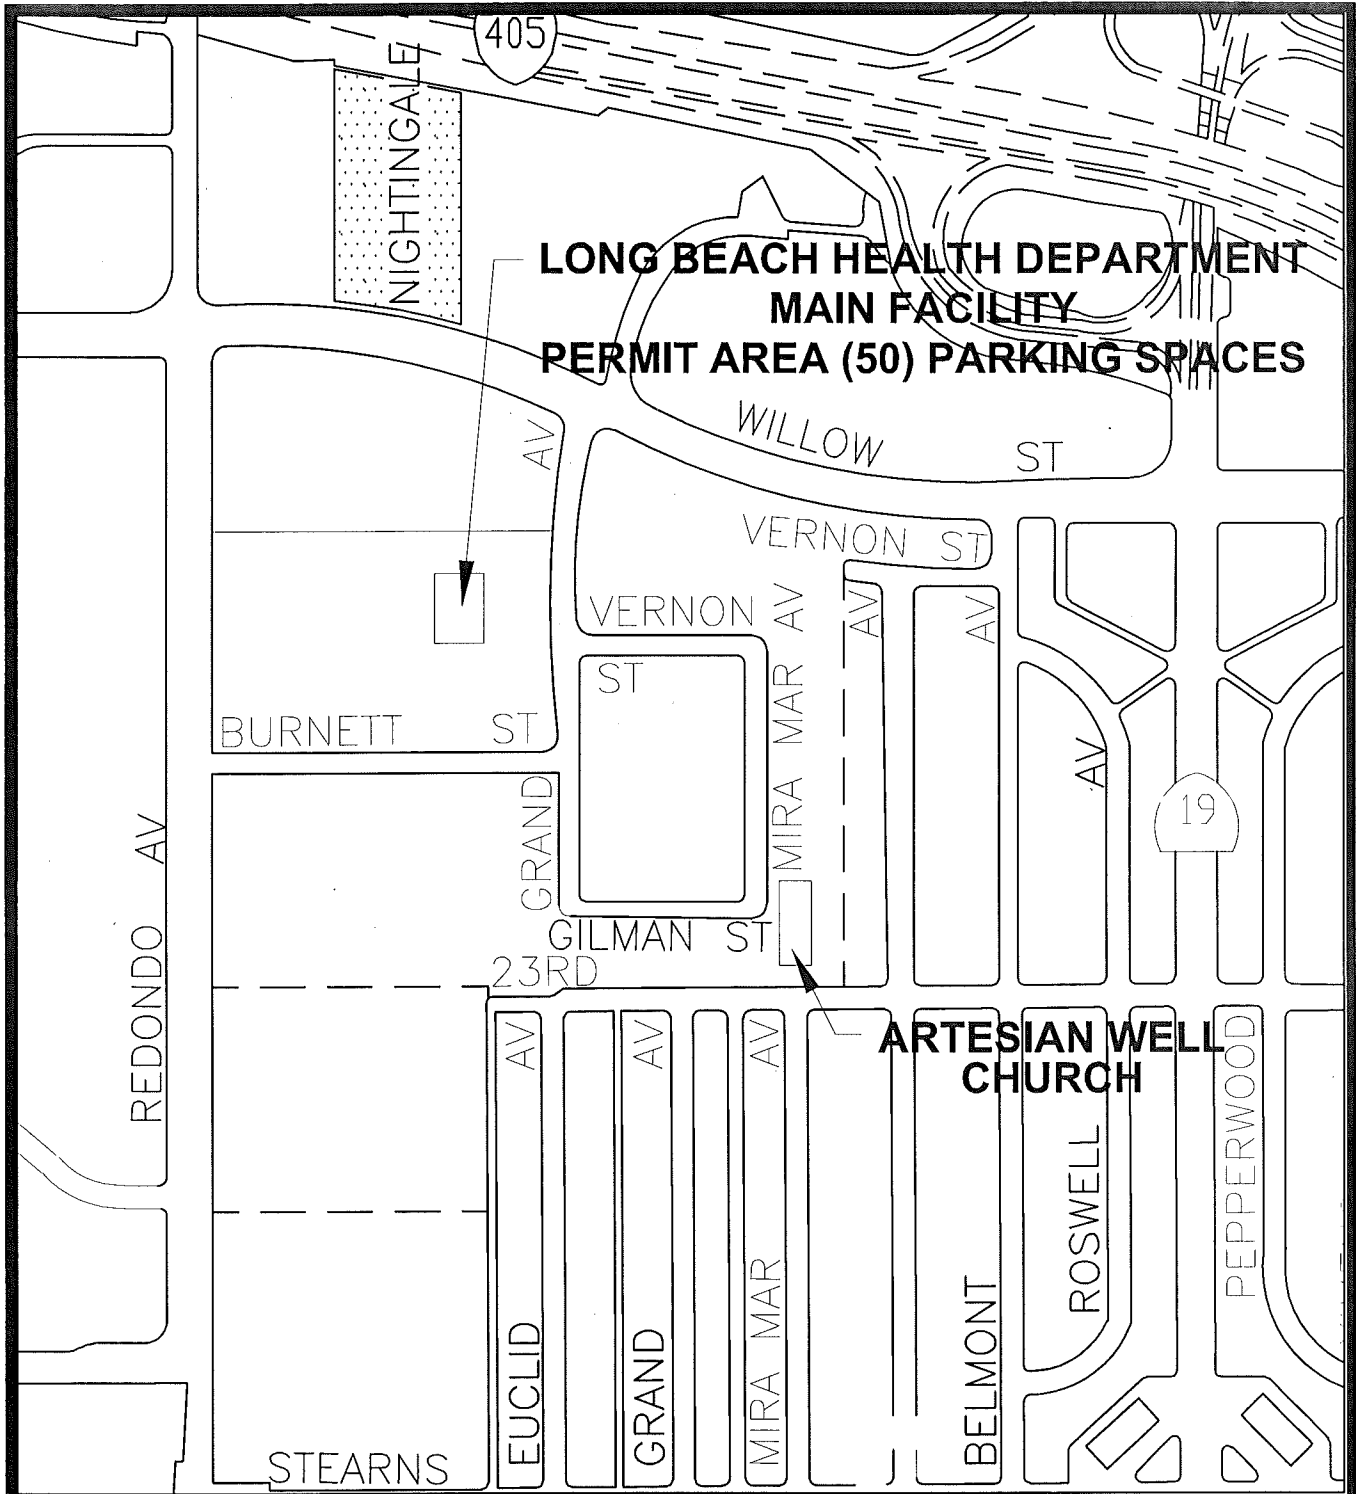 405
NIGHTINGALE
LONG BEACH HEALTH DEPARTMENT
MAIN FACILITY
PERMIT AREA (50) PARKING SPACES
WILLOW ST
AV
VERNON ST
VERNON
ST
MIRA MAR AV
AV
AV
BURNETT ST
GRAND
AV
19
REDONDO AV
GILMAN ST
23RD
ARTESIAN WELL
CHURCH
EUCLID AV
GRAND AV
MIRA MAR AV
BELMONT
ROSWELL
PEPPERWOOD
STEARNS